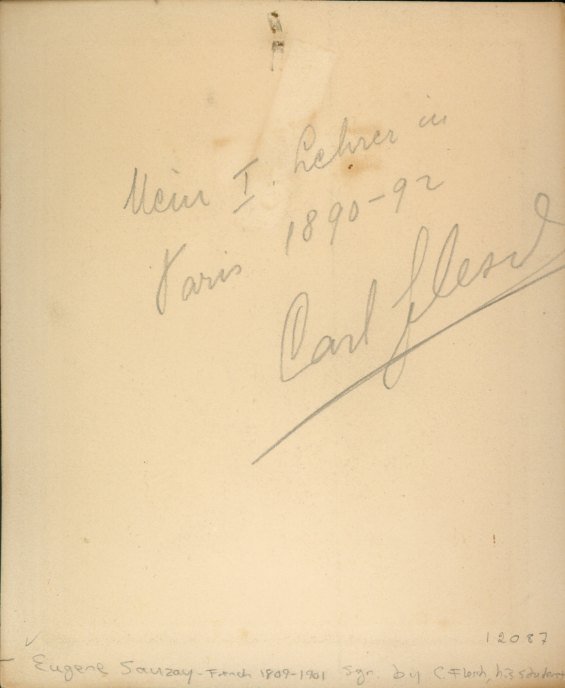 Mein I. Lehrer in
Paris 1890-92
Carl Flesch
12087
Eugene Sauzay - French 1809-1901 Sgn. by C. Flesch, his student